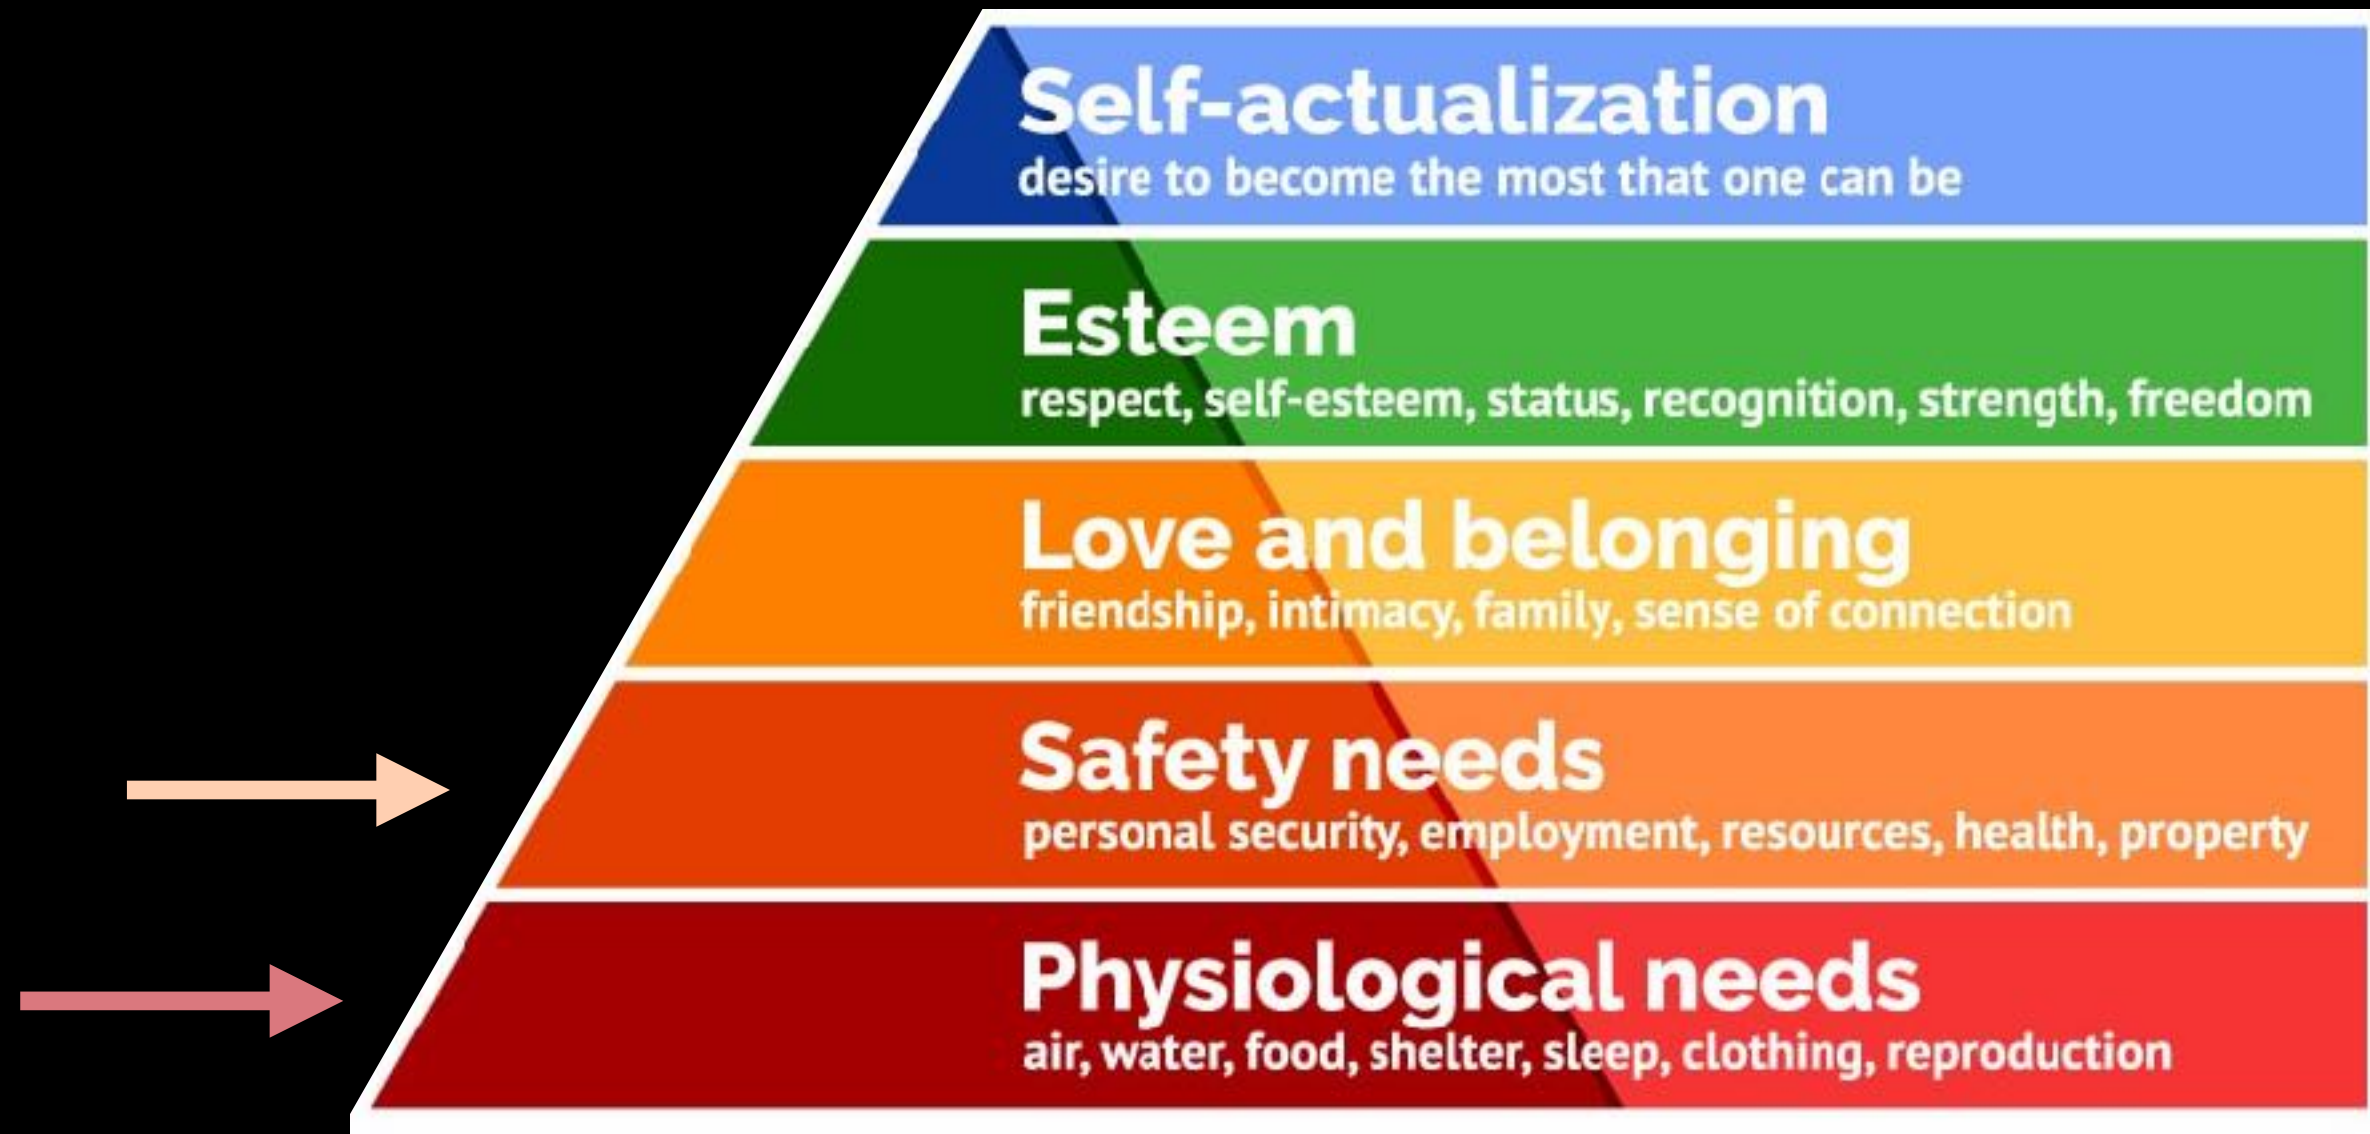 Self-actualization
desire to become the most that one can be
Esteem
respect, self-esteem, status, recognition, strength, freedom
Love and belonging
friendship, intimacy, family, sense of connection
Safety needs
personal security, employment, resources, health, property
Physiological needs
air, water, food, shelter, sleep, clothing, reproduction